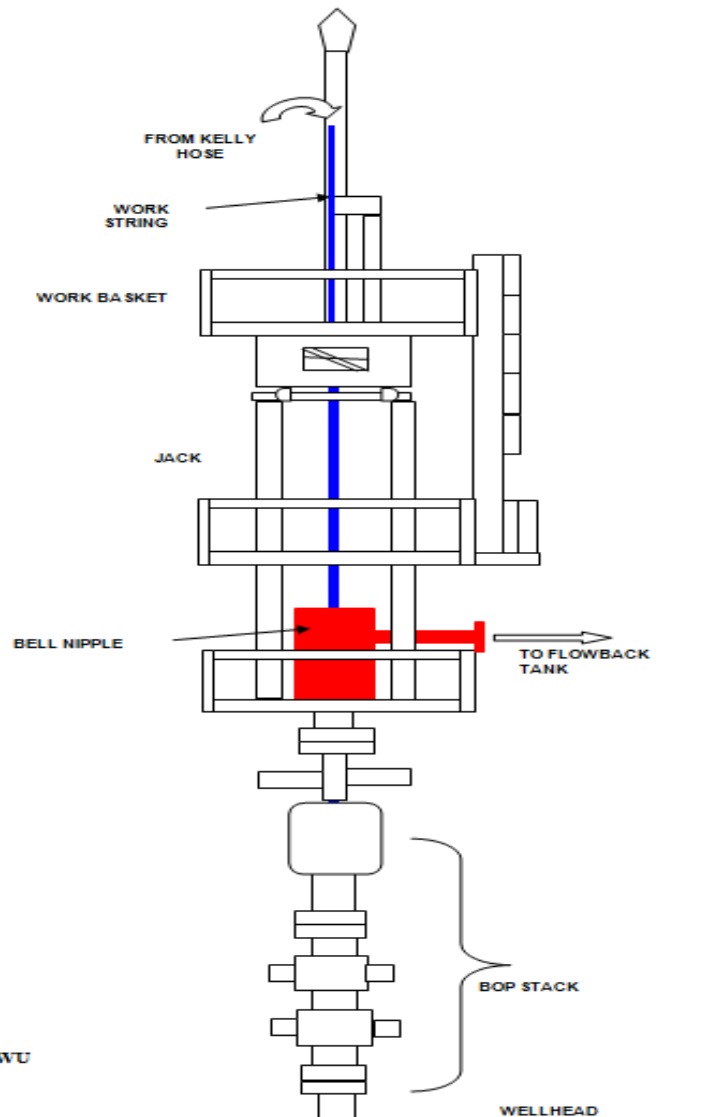 FROM KELLY
HOSE
WORK
STRING
WORK BASKET
JACK
BELL NIPPLE
TO FLOWBACK
TANK
BOP STACK
WU
WELLHEAD